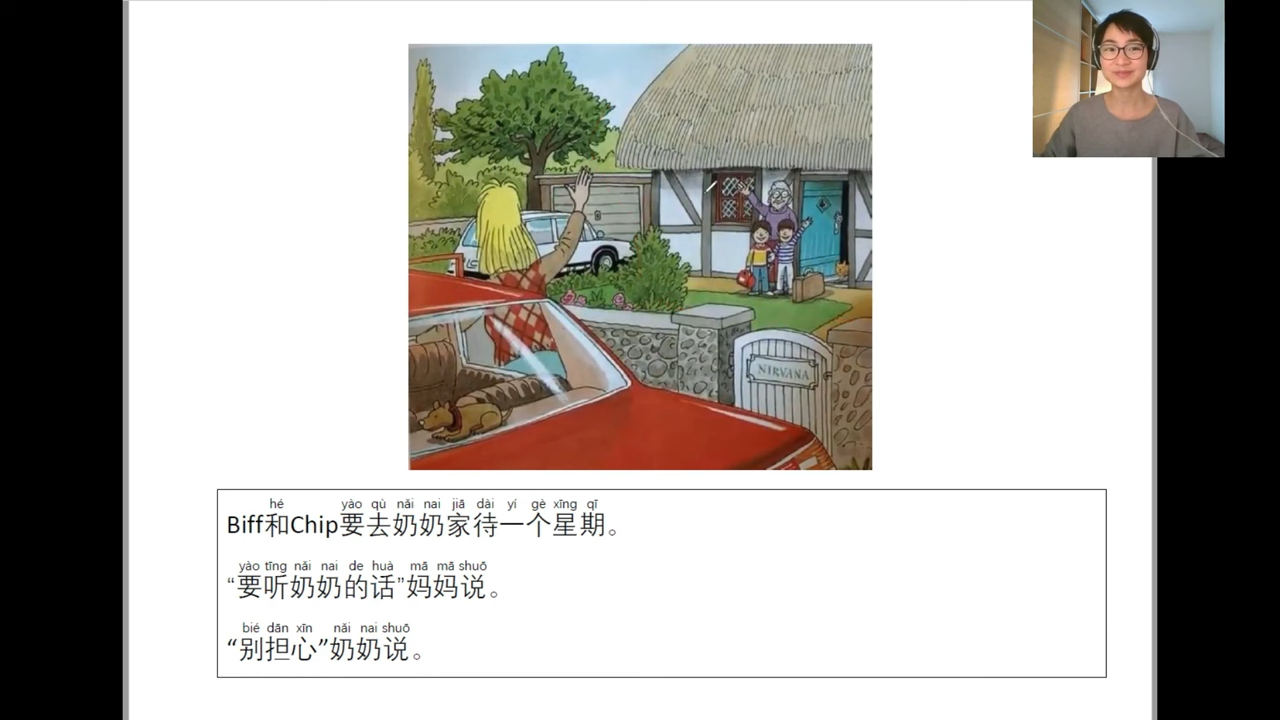 NIRVANA
hé yào qù nǎi nai jiā dài yí gè xīng qī
Biff和Chip要去奶奶家待一个星期。
yào tīng nǎi nai de huà mā mā shuō
“要听奶奶的话”妈妈说。
bié dān xīn nǎi nai shuō
“别担心”奶奶说。